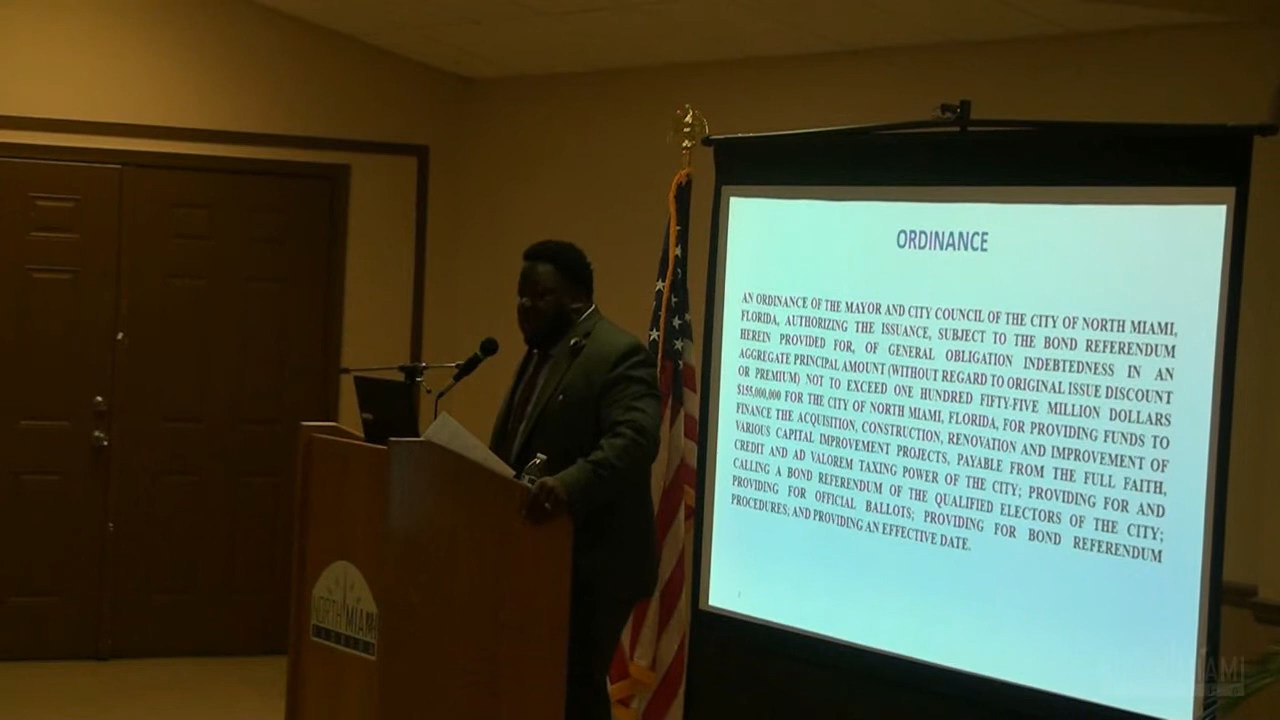 ORDINANCE
AN ORDINANCE OF THE MAYOR AND CITY COUNCIL OF THE CITY OF NORTH MIAMI,
FLORIDA, AUTHORIZING THE ISSUANCE, SUBJECT TO THE BOND REFERENDUM
HEREIN PROVIDED FOR, OF GENERAL OBLIGATION INDEBTEDNESS IN AN
AGGREGATE PRINCIPAL AMOUNT (WITHOUT REGARD TO ORIGINAL ISSUE DISCOUNT
OR PREMIUM) NOT TO EXCEED ONE HUNDRED FIFTY-FIVE MILLION DOLLARS
$155,000,000 FOR THE CITY OF NORTH MIAMI, FLORIDA, FOR PROVIDING FUNDS TO
FINANCE THE ACQUISITION, CONSTRUCTION, RENOVATION AND IMPROVEMENT OF
VARIOUS CAPITAL IMPROVEMENT PROJECTS, PAYABLE FROM THE FULL FAITH,
CREDIT AND AD VALOREM TAXING POWER OF THE CITY; PROVIDING FOR AND
CALLING A BOND REFERENDUM OF THE QUALIFIED ELECTORS OF THE CITY;
PROVIDING FOR OFFICIAL BALLOTS; PROVIDING FOR BOND REFERENDUM
PROCEDURES; AND PROVIDING AN EFFECTIVE DATE.
NORTH MIAMI
FLORIDA